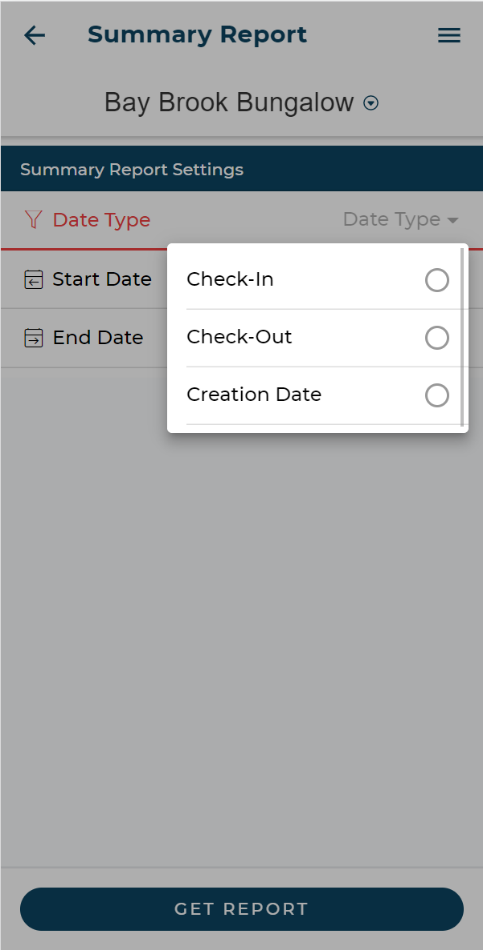 Summary Report
Bay Brook Bungalow
Summary Report Settings
Date Type Date Type
Start Date
End Date
Check-In
Check-Out
Creation Date
GET REPORT